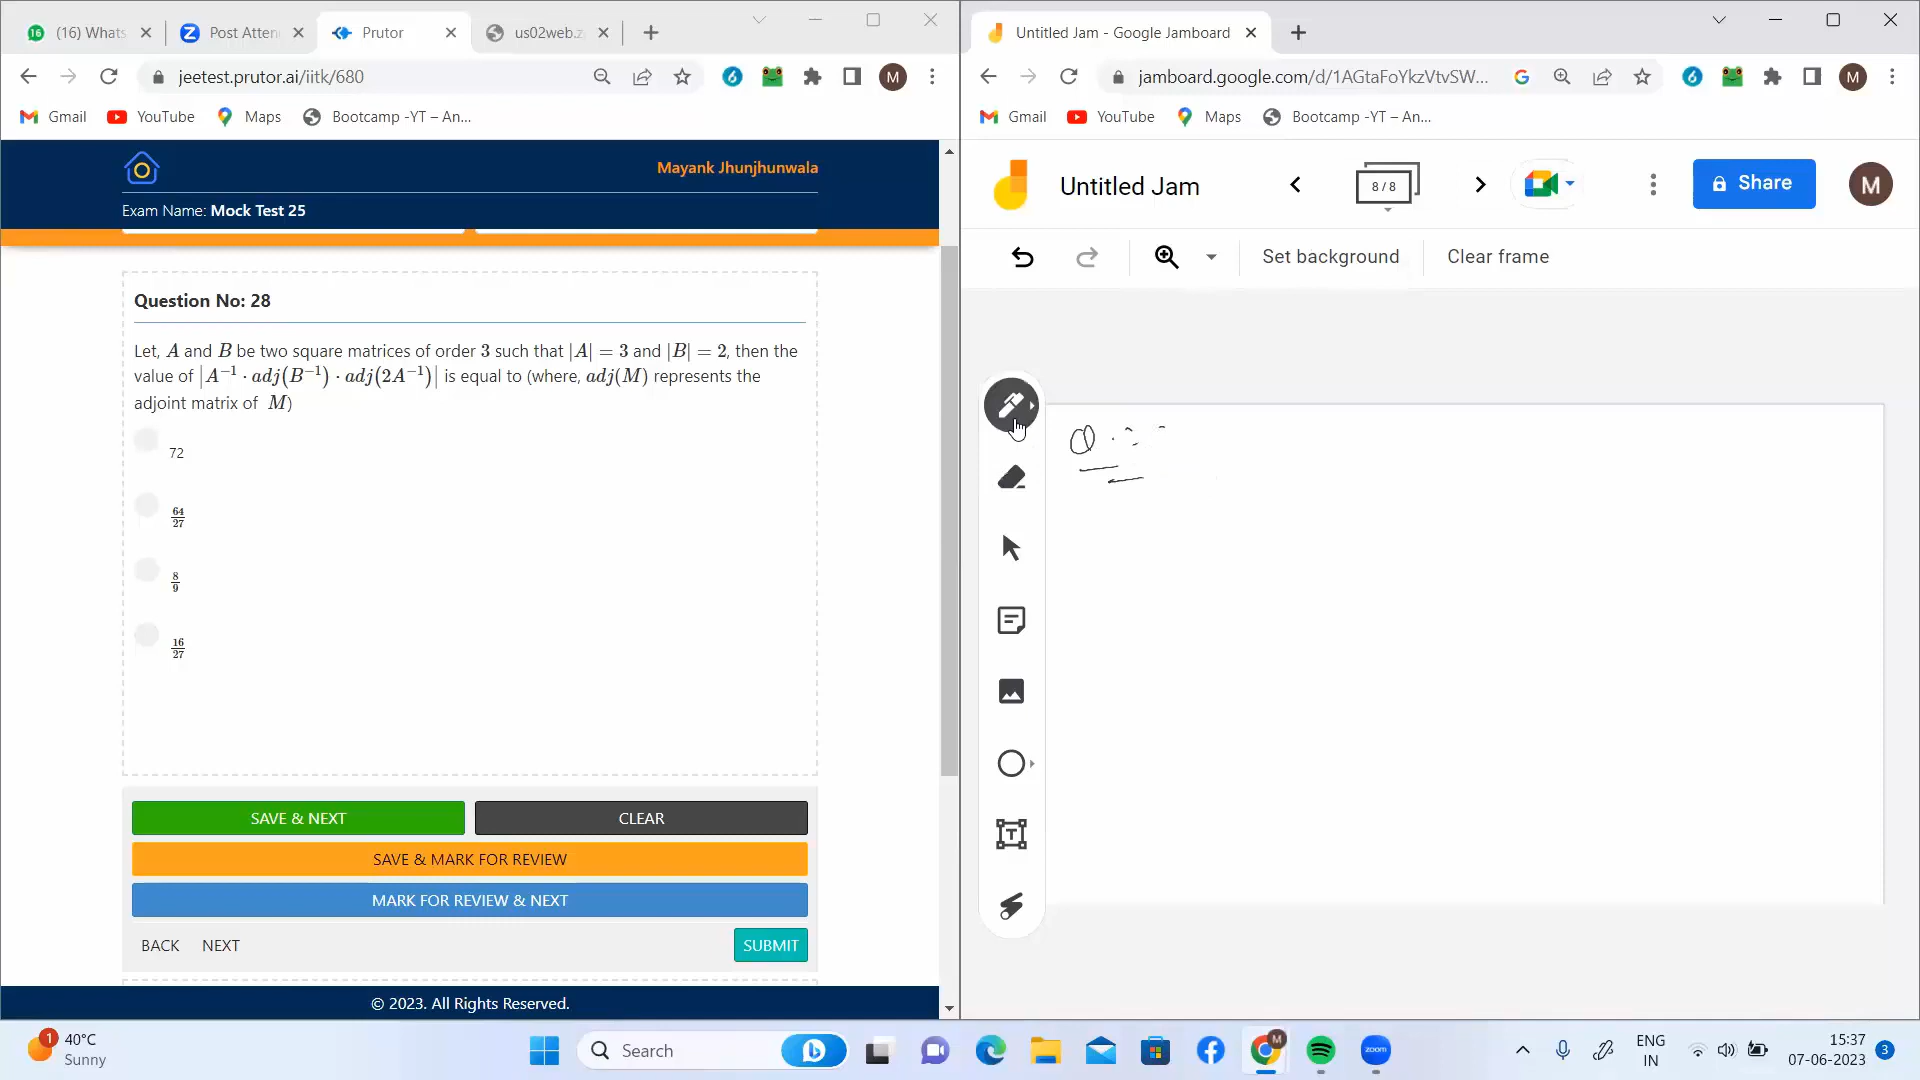 (16) Whats
Post Atten
Prutor
us02web.z
jeetest.prutor.ai/iitk/680
Gmail
YouTube
Maps
Bootcamp -YT – An...
Mayank Jhunjhunwala
Exam Name: Mock Test 25
Question No: 28
Let, A and B be two square matrices of order 3 such that |A| = 3 and |B| = 2, then the
value of |A⁻¹ · adj(B⁻¹) · adj(2A⁻¹)| is equal to (where, adj(M) represents the
adjoint matrix of M)
72
64/27
8/9
16/27
SAVE & NEXT
CLEAR
SAVE & MARK FOR REVIEW
MARK FOR REVIEW & NEXT
BACK
NEXT
SUBMIT
© 2023. All Rights Reserved.
Untitled Jam - Google Jamboard
jamboard.google.com/d/1AGtaFoYkzVtvSW...
Gmail
YouTube
Maps
Bootcamp -YT – An...
Untitled Jam
8 / 8
Share
M
Set background
Clear frame
1
40°C
Sunny
Search
zoom
ENG
IN
15:37
07-06-2023
3